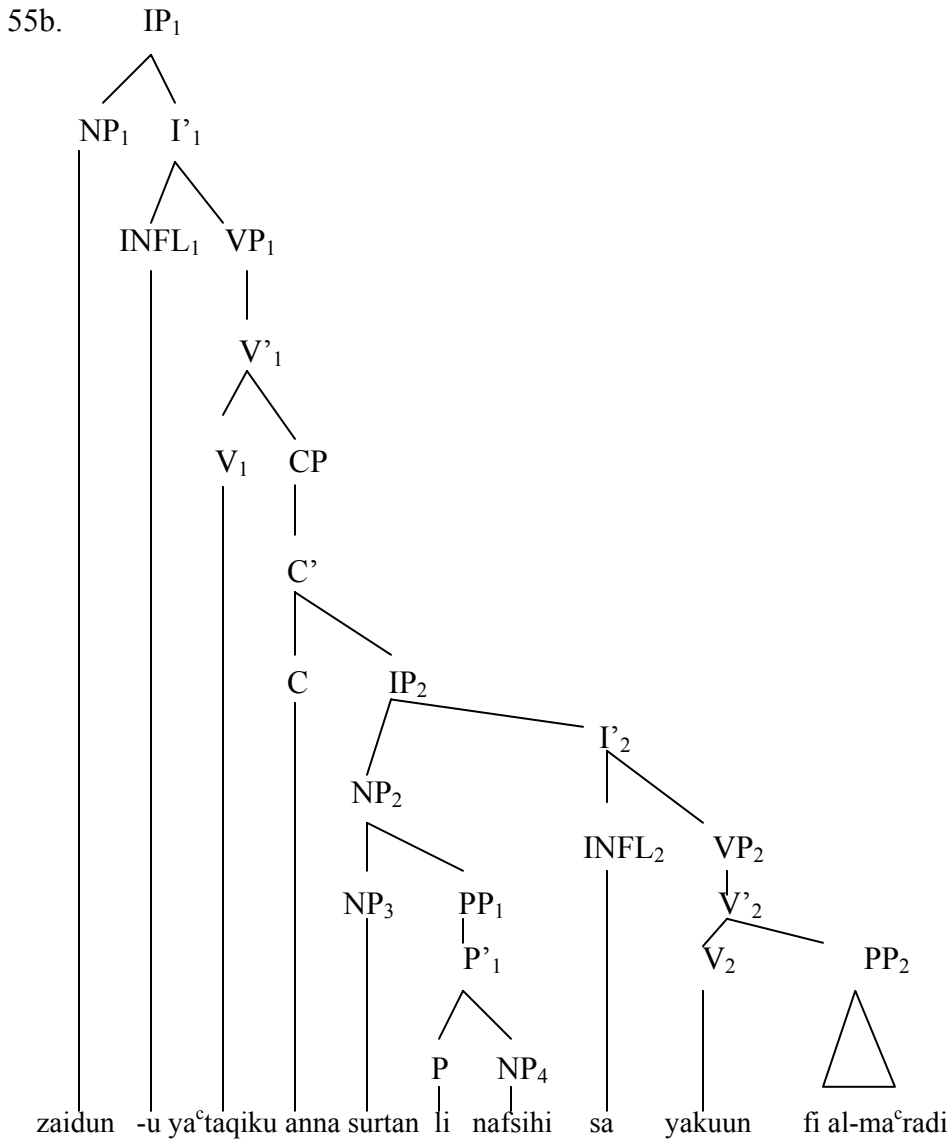 55b. IP₁
NP₁ I’₁
INFL₁ VP₁
V’₁
V₁ CP
C’
C IP₂
I’₂
NP₂
INFL₂ VP₂
NP₃ PP₁ V’₂
P’₁ V₂ PP₂
P NP₄
zaidun -u yaᶜtaqiku anna surtan li nafsihi sa yakuun fi al-maᶜradi